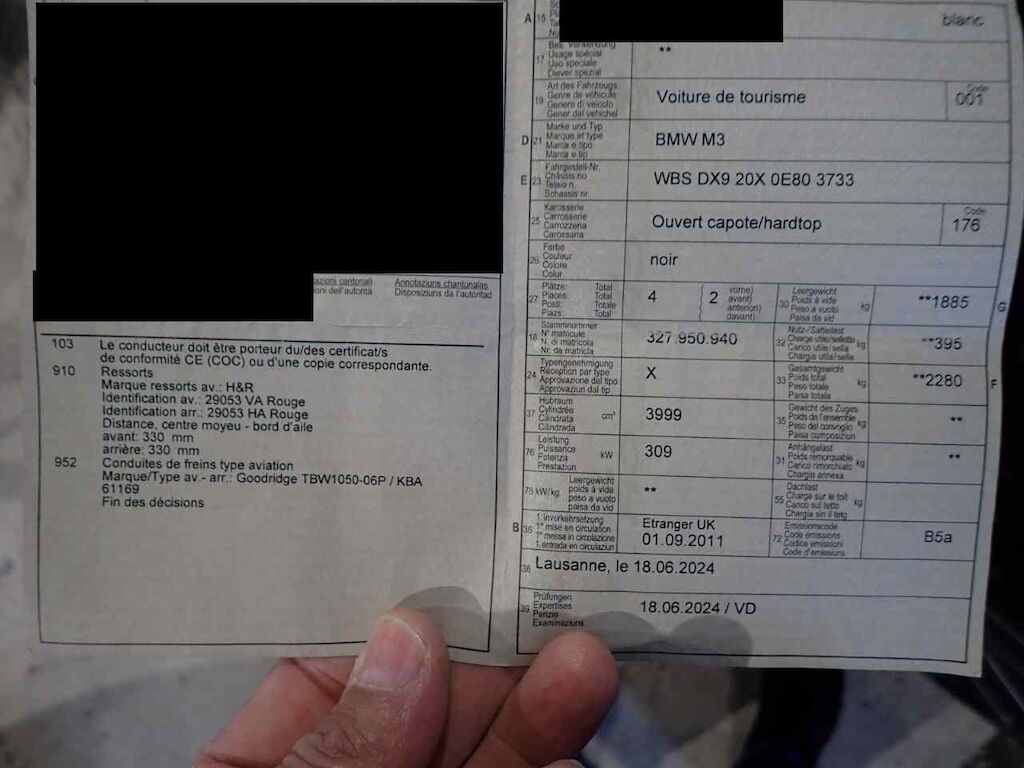 azioni cantonali
ioni dell'autorità
Annotaziuns chantunalas
Disposiziuns da l'autoritad
103 Le conducteur doit être porteur du/des certificat/s
de conformité CE (COC) ou d'une copie correspondante.
910 Ressorts
Marque ressorts av.: H&R
Identification av.: 29053 VA Rouge
Identification arr.: 29053 HA Rouge
Distance, centre moyeu - bord d'aile
avant: 330 mm
arrière: 330 mm
952 Conduites de freins type aviation
Marque/Type av.- arr.: Goodridge TBW1050-06P / KBA
61169
Fin des décisions
A 15 blanc
17 Bes. Verwendung
Usage spécial
Uso speciale
Diever spezial
**
19 Art des Fahrzeugs
Genre de véhicule
Genere di veicolo
Gener dal vehichel
Voiture de tourisme
Code
001
D 21 Marke und Typ
Marque et type
Marca e tipo
Marca e tip
BMW M3
E 23 Fahrgestell-Nr.
Châssis no
Telaio n.
Schassis nr.
WBS DX9 20X 0E80 3733
25 Karosserie
Carrosserie
Carrozzeria
Carossaria
Ouvert capote/hardtop
Code
176
26 Farbe
Couleur
Colore
Colur
noir
27 Plätze: Total
Places: Total
Posti: Totale
Plazs: Total
4
2
vorne)
avant)
anteriori)
davant)
30 Leergewicht
Poids à vide
Peso a vuoto
Paisa da vid
kg
**1885
G
18 Stammnummer
N° matricule
N. di matricola
Nr. da matricla
327.950.940
32 Nutz-/Sattellast
Charge utile/sellette
Carico utile/sella
Chargia utila/sella
kg
**395
24 Typengenehmigung
Réception par type
Approvazione del tipo
Approvaziun dal tip
X
33 Gesamtgewicht
Poids total
Peso totale
Paisa totala
kg
**2280
F
37 Hubraum
Cylindrée
Cilindrata
Cilindrada
cm³
3999
35 Gewicht des Zuges
Poids de l'ensemble
Peso del convoglio
Paisa cumposiziun
kg
**
76 Leistung
Puissance
Potenza
Prestaziun
kW
309
31 Anhängelast
Poids remorquable
Carico rimorchiato
Chargia annexa
kg
**
78 kW/kg
Leergewicht
poids à vide
peso a vuoto
paisa da vid
**
55 Dachlast
Charge sur le toit
Carico sul tetto
Chargia sin il tetg
kg
B 36 1. Inverkehrsetzung
1re mise en circulation
1a messa in circolazione
1. entrada en circulaziun
Etranger UK
01.09.2011
72 Emissionscode
Code émissions
Codice emissioni
Code d'emissiuns
B5a
38 Lausanne, le 18.06.2024
39 Prüfungen
Expertises
Perizie
Examinaziuns
18.06.2024 / VD